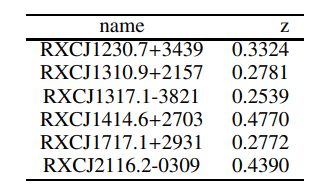 name z
RXCJ1230.7+3439 0.3324
RXCJ1310.9+2157 0.2781
RXCJ1317.1-3821 0.2539
RXCJ1414.6+2703 0.4770
RXCJ1717.1+2931 0.2772
RXCJ2116.2-0309 0.4390